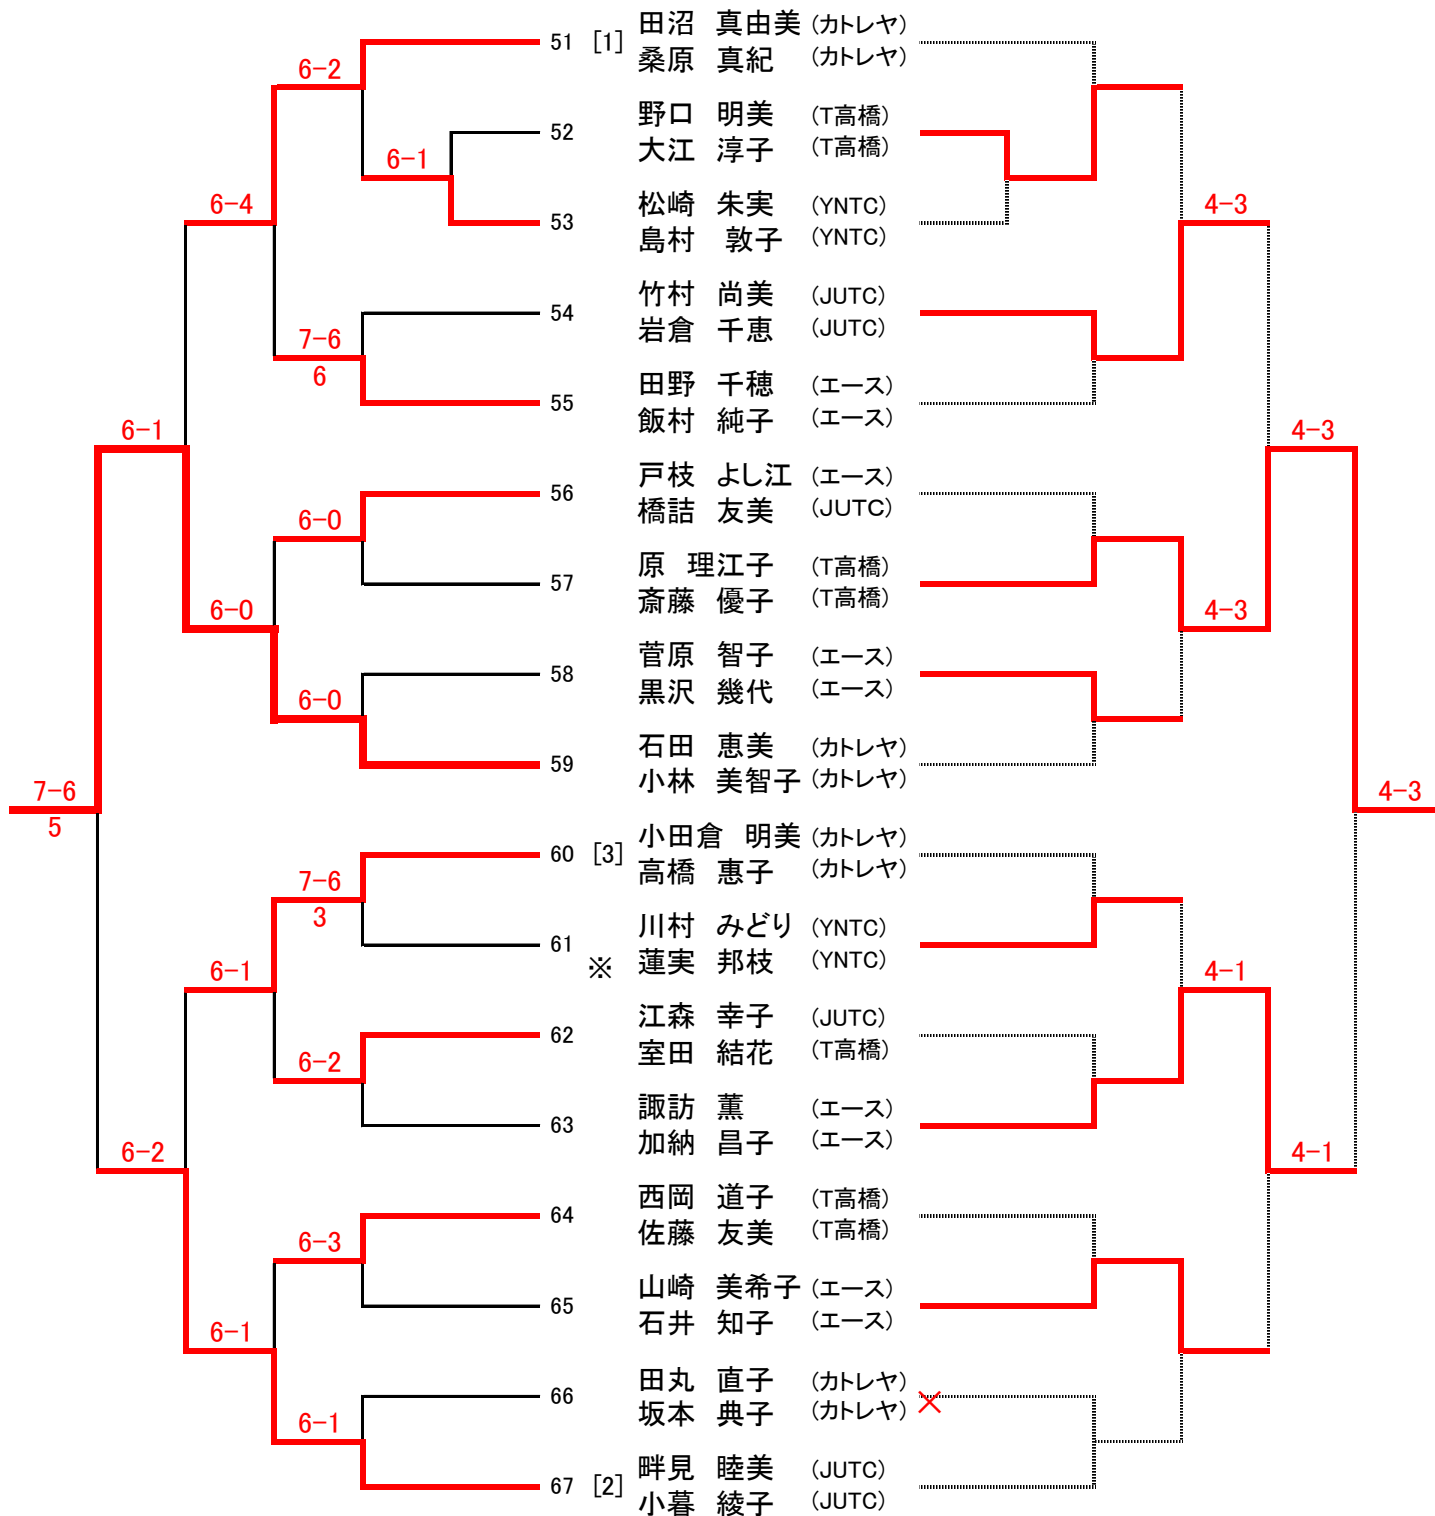 51 [1] 田沼 真由美 (カトレヤ)
桑原 真紀 (カトレヤ)
6-2
52 野口 明美 (T高橋)
大江 淳子 (T高橋)
6-1
53 松崎 朱実 (YNTC)
島村 敦子 (YNTC)
6-4
4-3
54 竹村 尚美 (JUTC)
岩倉 千恵 (JUTC)
7-6
6
55 田野 千穂 (エース)
飯村 純子 (エース)
6-1
4-3
56 戸枝 よし江 (エース)
橋詰 友美 (JUTC)
6-0
57 原 理江子 (T高橋)
斎藤 優子 (T高橋)
6-0
4-3
58 菅原 智子 (エース)
黒沢 幾代 (エース)
6-0
59 石田 恵美 (カトレヤ)
小林 美智子 (カトレヤ)
7-6
5
4-3
60 [3] 小田倉 明美 (カトレヤ)
高橋 恵子 (カトレヤ)
7-6
3
61 川村 みどり (YNTC)
※ 蓮実 邦枝 (YNTC)
6-1
4-1
62 江森 幸子 (JUTC)
室田 結花 (T高橋)
6-2
63 諏訪 薫 (エース)
加納 昌子 (エース)
6-2
4-1
64 西岡 道子 (T高橋)
佐藤 友美 (T高橋)
6-3
65 山崎 美希子 (エース)
石井 知子 (エース)
6-1
66 田丸 直子 (カトレヤ)
坂本 典子 (カトレヤ) ×
6-1
67 [2] 畔見 睦美 (JUTC)
小暮 綾子 (JUTC)